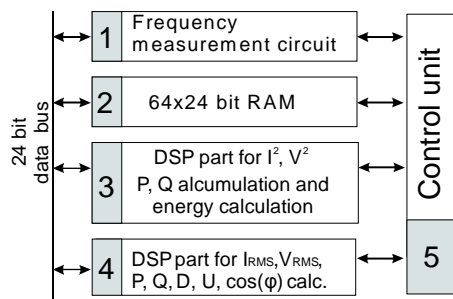 1
Frequency
measurement circuit
2
64x24 bit RAM
3
DSP part for I², V²
P, Q alcumulation and
energy calculation
4
DSP part for IRMS,VRMS,
P, Q, D, U, cos(φ) calc.
24 bit
data bus
Control unit
5